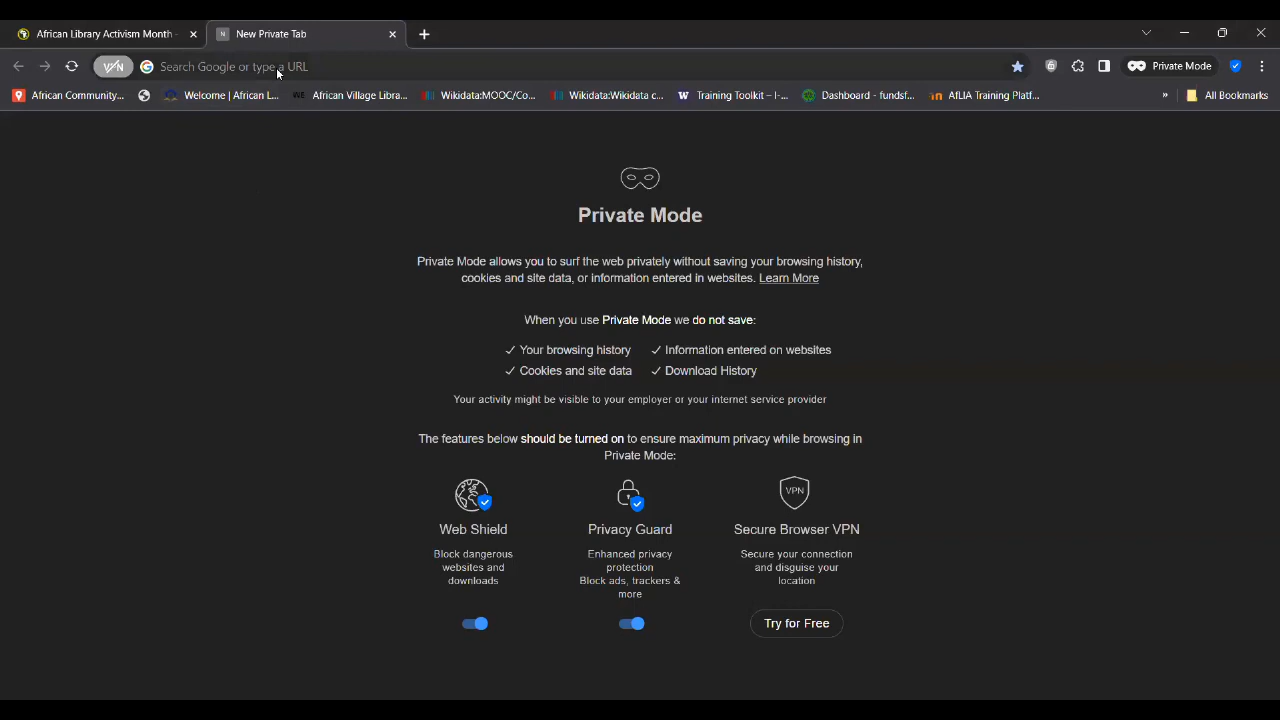 African Library Activism Month
New Private Tab
VPN
Search Google or type a URL
Private Mode
African Community...
Welcome | African L...
African Village Libra...
Wikidata:MOOC/Co...
Wikidata:Wikidata c...
Training Toolkit – I-...
Dashboard - fundsf...
AfLIA Training Platf...
»
All Bookmarks
Private Mode
Private Mode allows you to surf the web privately without saving your browsing history,
cookies and site data, or information entered in websites. Learn More
When you use Private Mode we do not save:
✓ Your browsing history ✓ Information entered on websites
✓ Cookies and site data ✓ Download History
Your activity might be visible to your employer or your internet service provider
The features below should be turned on to ensure maximum privacy while browsing in
Private Mode:
VPN
Web Shield
Privacy Guard
Secure Browser VPN
Block dangerous
websites and
downloads
Enhanced privacy
protection
Block ads, trackers &
more
Secure your connection
and disguise your
location
Try for Free